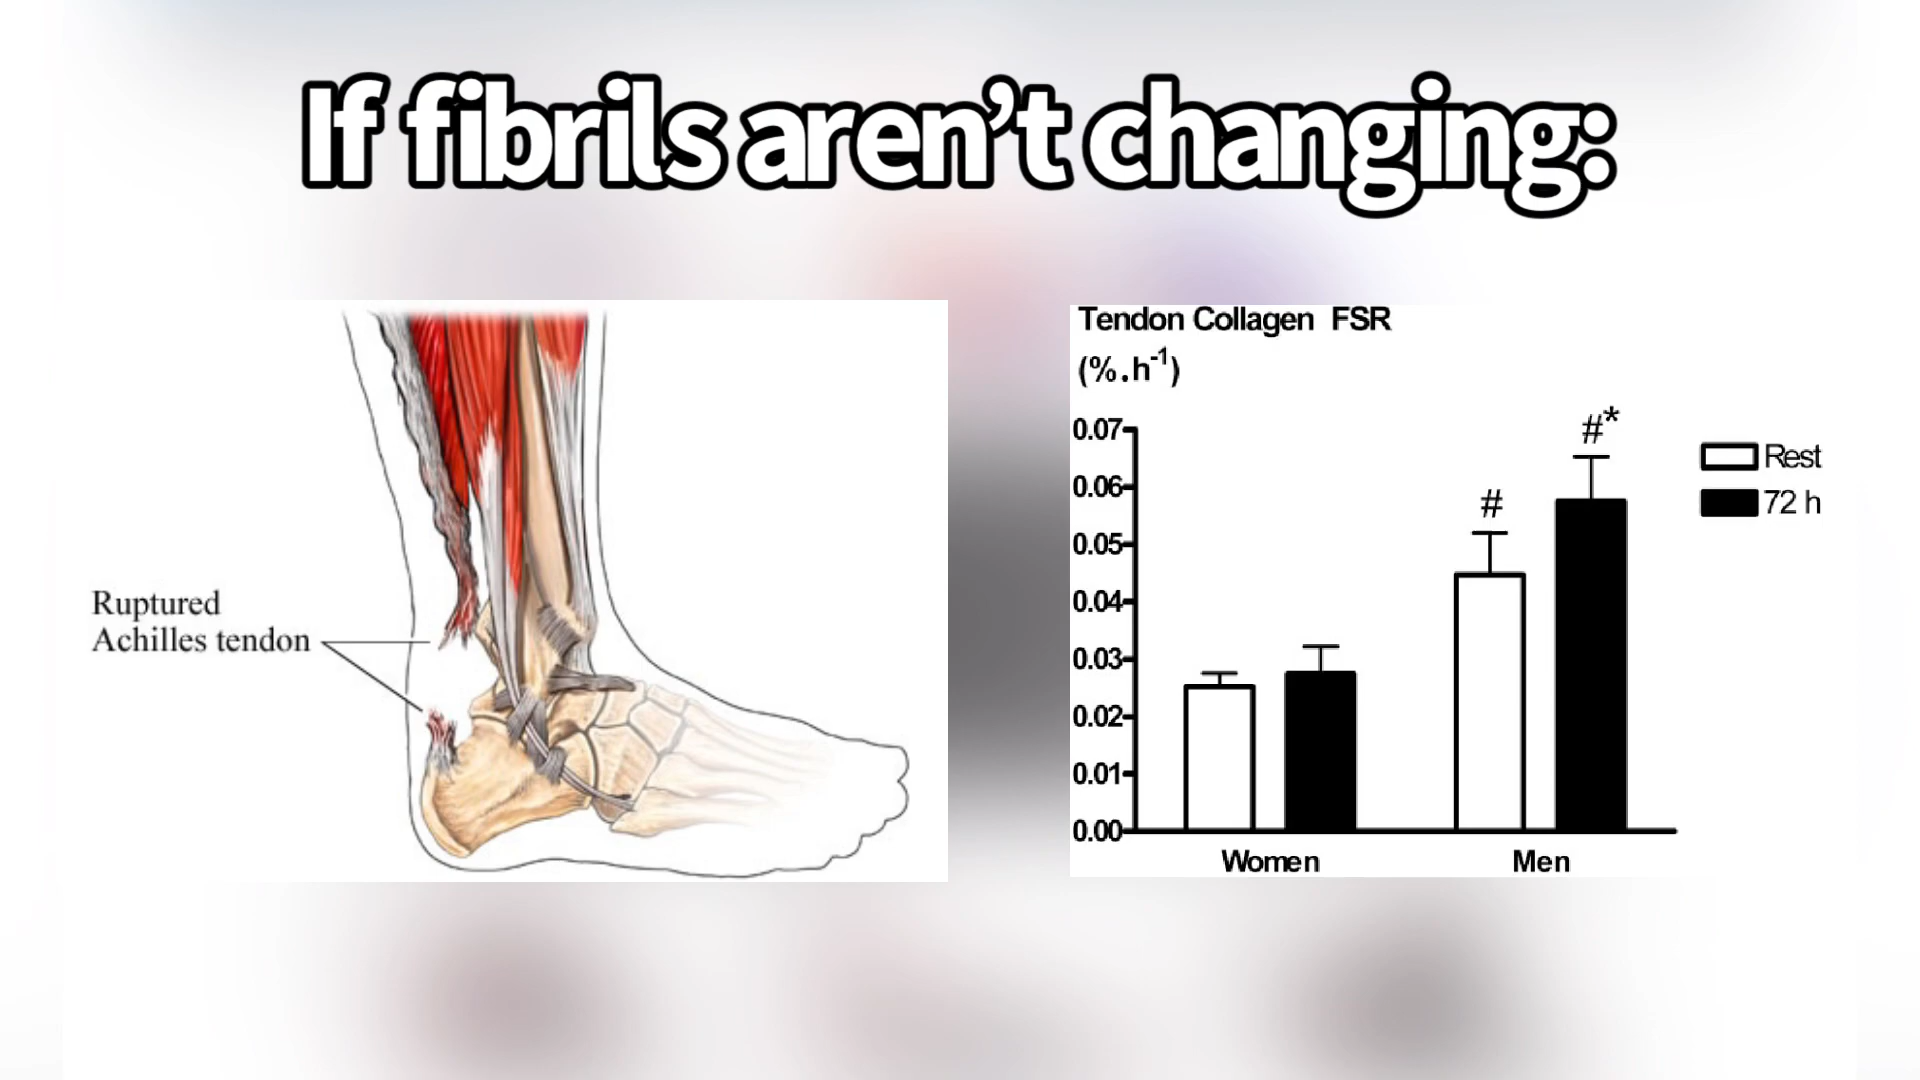 If fibrils aren’t changing:
Ruptured
Achilles tendon
Tendon Collagen FSR
(%.h⁻¹)
0.07
0.06
0.05
0.04
0.03
0.02
0.01
0.00
#
#*
Rest
72 h
Women
Men